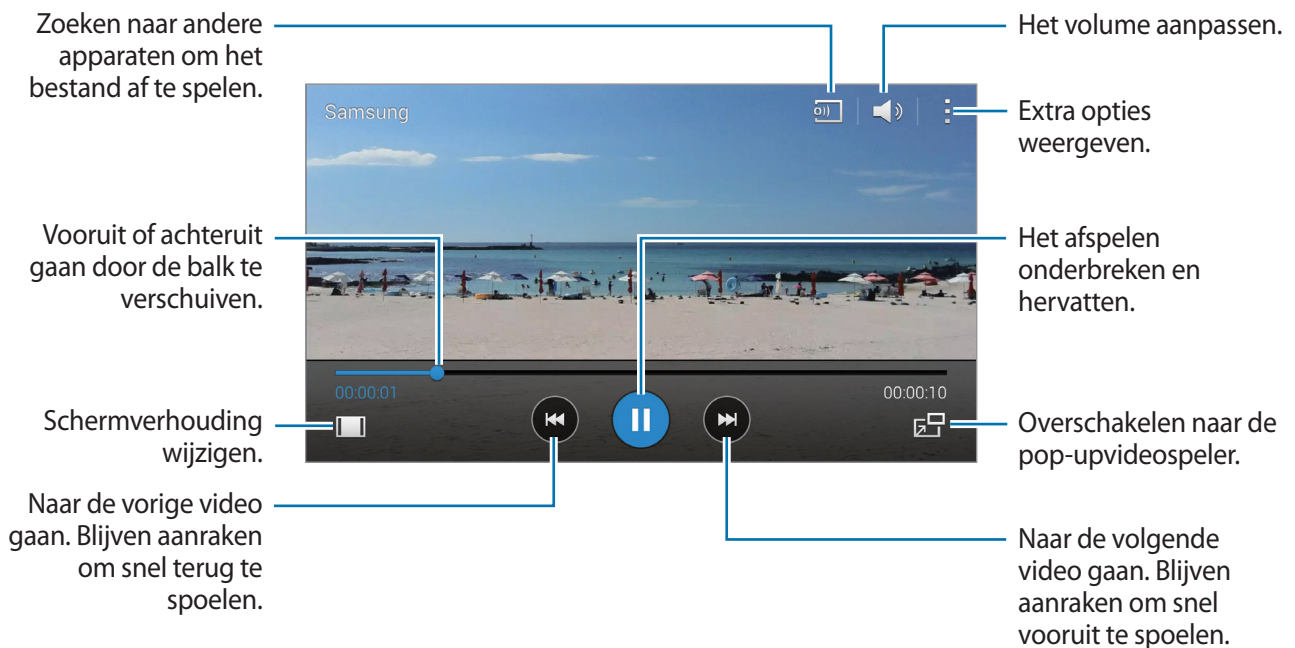 Zoeken naar andere
apparaten om het
bestand af te spelen.
Het volume aanpassen.
Samsung
Extra opties
weergeven.
Vooruit of achteruit
gaan door de balk te
verschuiven.
Het afspelen
onderbreken en
hervatten.
00:00:01
00:00:10
Schermverhouding
wijzigen.
Overschakelen naar de
pop-upvideospeler.
Naar de vorige video
gaan. Blijven aanraken
om snel terug te
spoelen.
Naar de volgende
video gaan. Blijven
aanraken om snel
vooruit te spoelen.